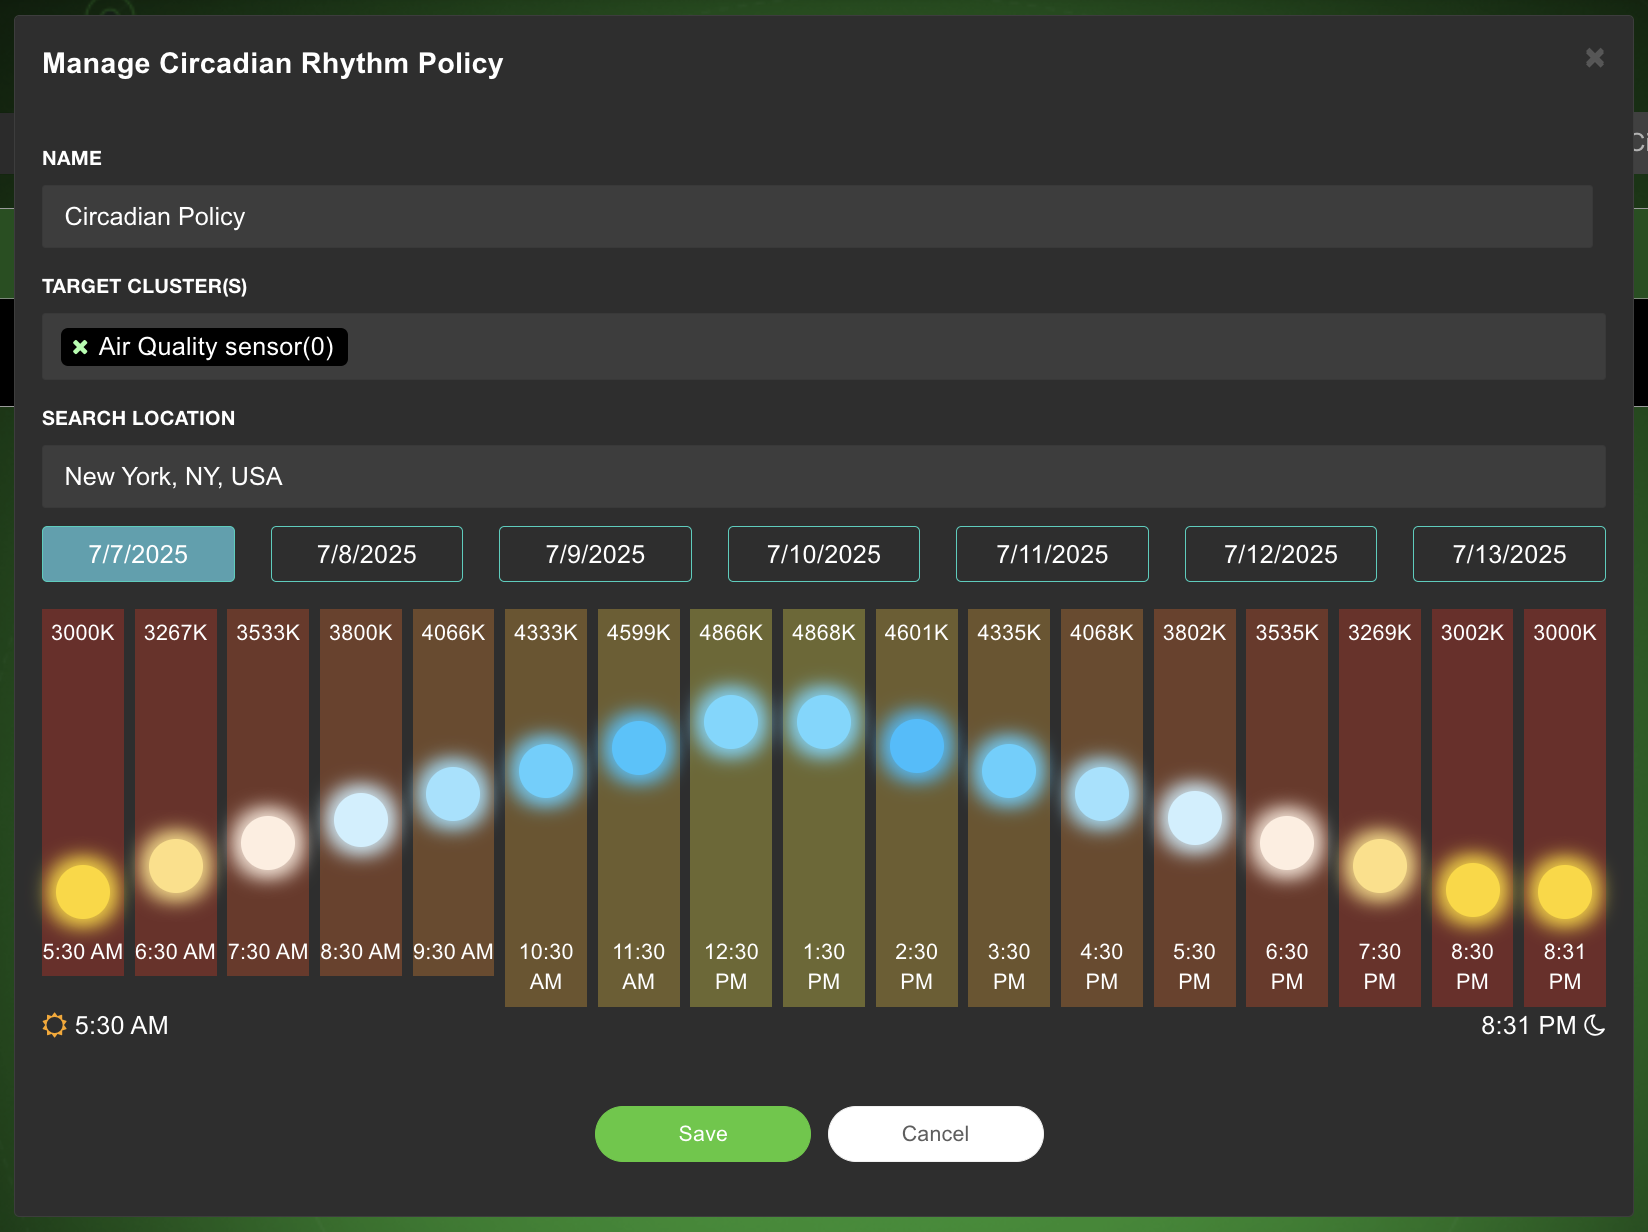 Manage Circadian Rhythm Policy
NAME
Circadian Policy
TARGET CLUSTER(S)
Air Quality sensor(0)
SEARCH LOCATION
New York, NY, USA
7/7/2025 7/8/2025 7/9/2025 7/10/2025 7/11/2025 7/12/2025 7/13/2025
3000K 3267K 3533K 3800K 4066K 4333K 4599K 4866K 4868K 4601K 4335K 4068K 3802K 3535K 3269K 3002K 3000K
5:30 AM 6:30 AM 7:30 AM 8:30 AM 9:30 AM 10:30 AM 11:30 AM 12:30 PM 1:30 PM 2:30 PM 3:30 PM 4:30 PM 5:30 PM 6:30 PM 7:30 PM 8:30 PM 8:31 PM
5:30 AM 8:31 PM
Save Cancel